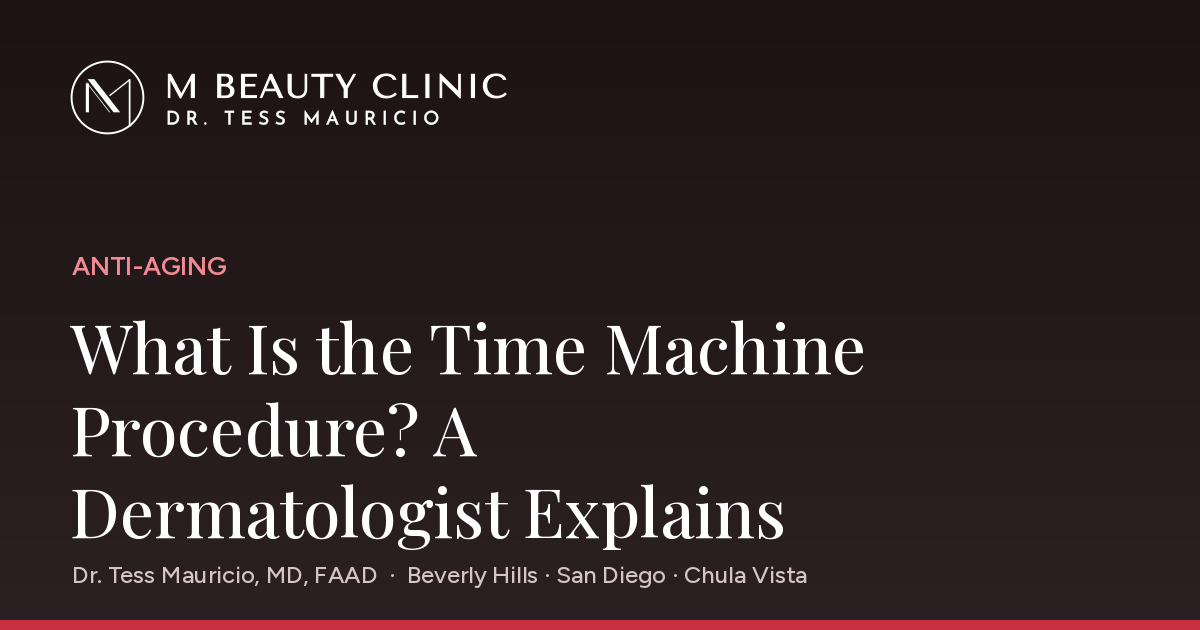 M BEAUTY CLINIC
DR. TESS MAURICIO
ANTI-AGING
What Is the Time Machine
Procedure? A
Dermatologist Explains
Dr. Tess Mauricio, MD, FAAD · Beverly Hills · San Diego · Chula Vista